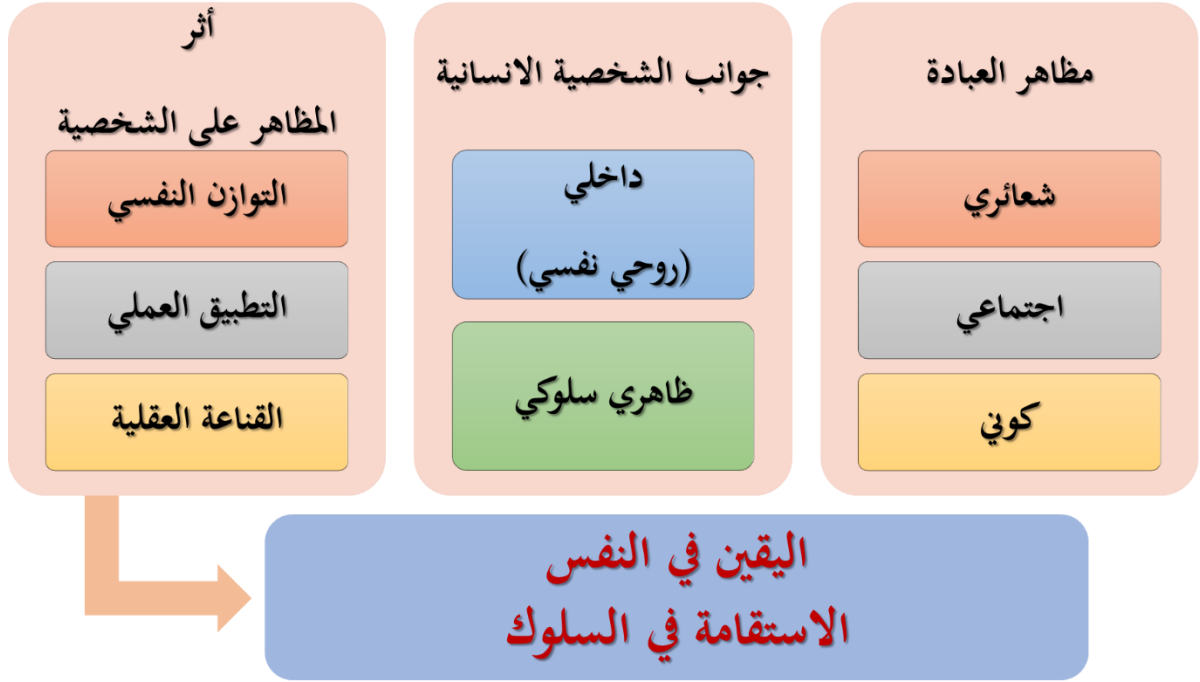 مظاهر العبادة
شعائري
اجتماعي
كوني
جوانب الشخصية الانسانية
داخلي
(روحي نفسي)
ظاهري سلوكي
أثر
المظاهر على الشخصية
التوازن النفسي
التطبيق العملي
القناعة العقلية
اليقين في النفس
الاستقامة في السلوك